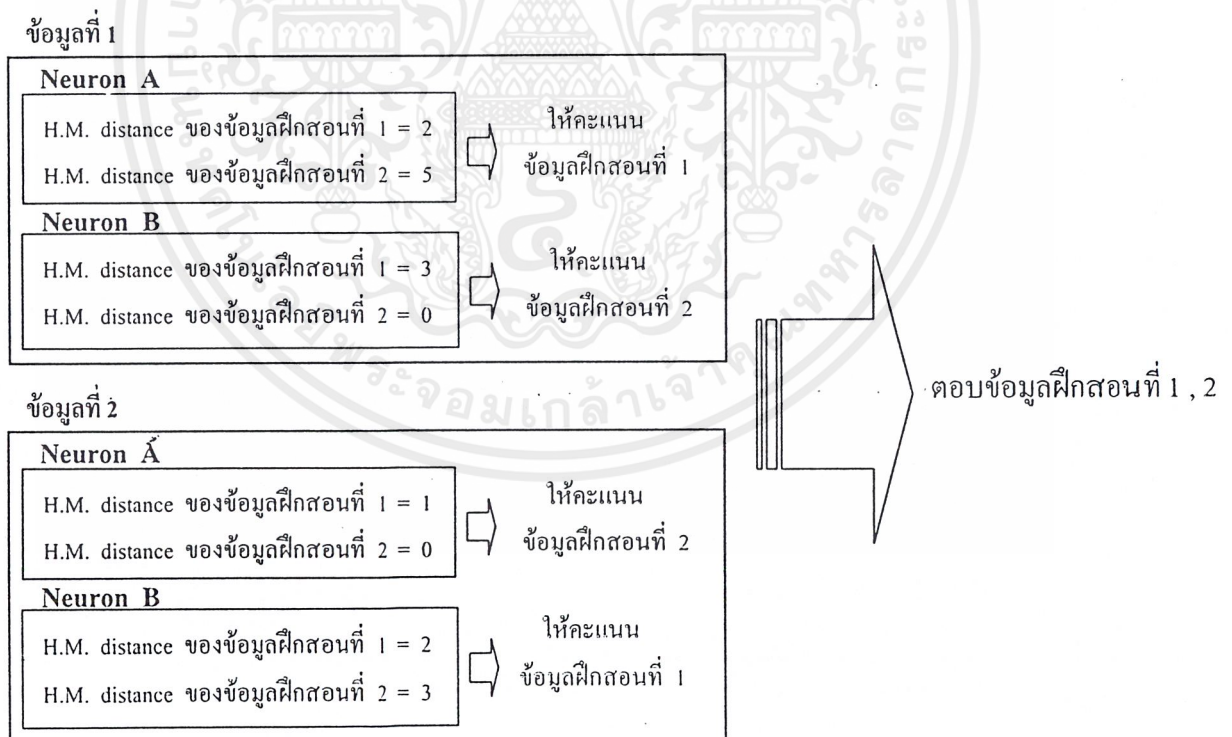 ข้อมูลที่ 1
Neuron A
H.M. distance ของข้อมูลฝึกสอนที่ 1 = 2
H.M. distance ของข้อมูลฝึกสอนที่ 2 = 5
ให้คะแนน
ข้อมูลฝึกสอนที่ 1
Neuron B
H.M. distance ของข้อมูลฝึกสอนที่ 1 = 3
H.M. distance ของข้อมูลฝึกสอนที่ 2 = 0
ให้คะแนน
ข้อมูลฝึกสอนที่ 2
ข้อมูลที่ 2
Neuron A
H.M. distance ของข้อมูลฝึกสอนที่ 1 = 1
H.M. distance ของข้อมูลฝึกสอนที่ 2 = 0
ให้คะแนน
ข้อมูลฝึกสอนที่ 2
Neuron B
H.M. distance ของข้อมูลฝึกสอนที่ 1 = 2
H.M. distance ของข้อมูลฝึกสอนที่ 2 = 3
ให้คะแนน
ข้อมูลฝึกสอนที่ 1
ตอบข้อมูลฝึกสอนที่ 1 , 2